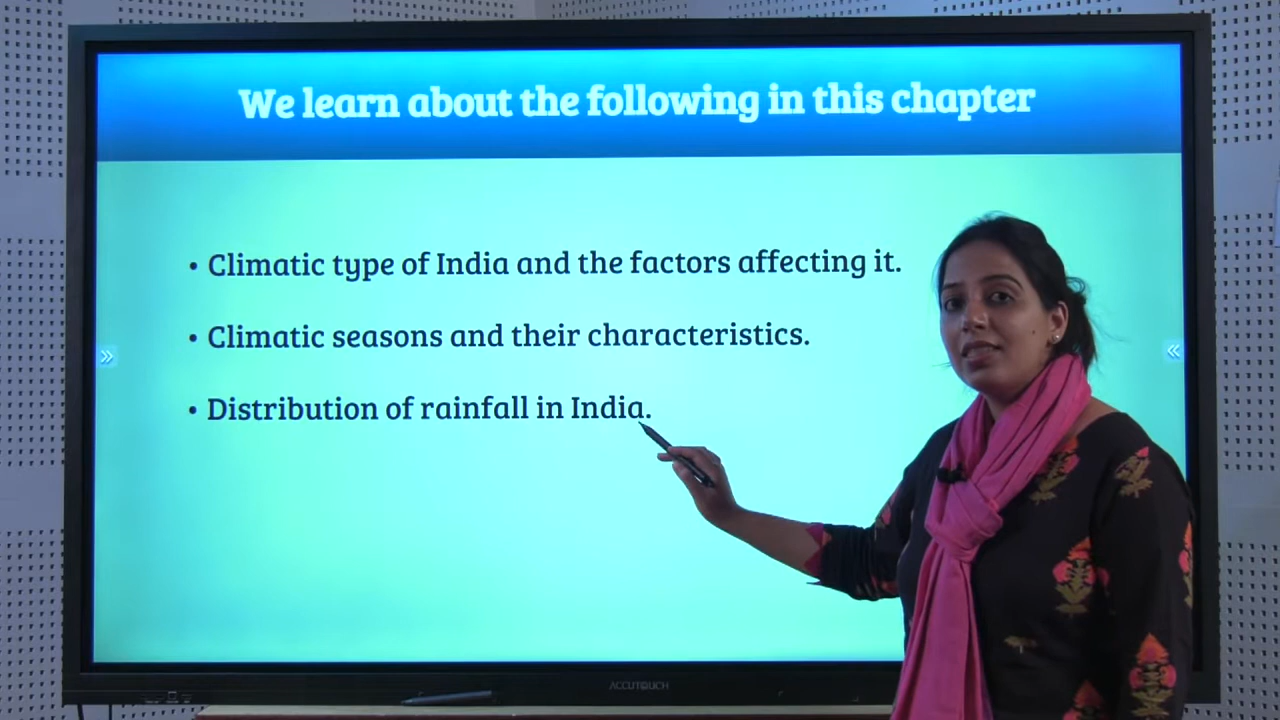 We learn about the following in this chapter
• Climatic type of India and the factors affecting it.
• Climatic seasons and their characteristics.
• Distribution of rainfall in India.
ACCUTOUCH